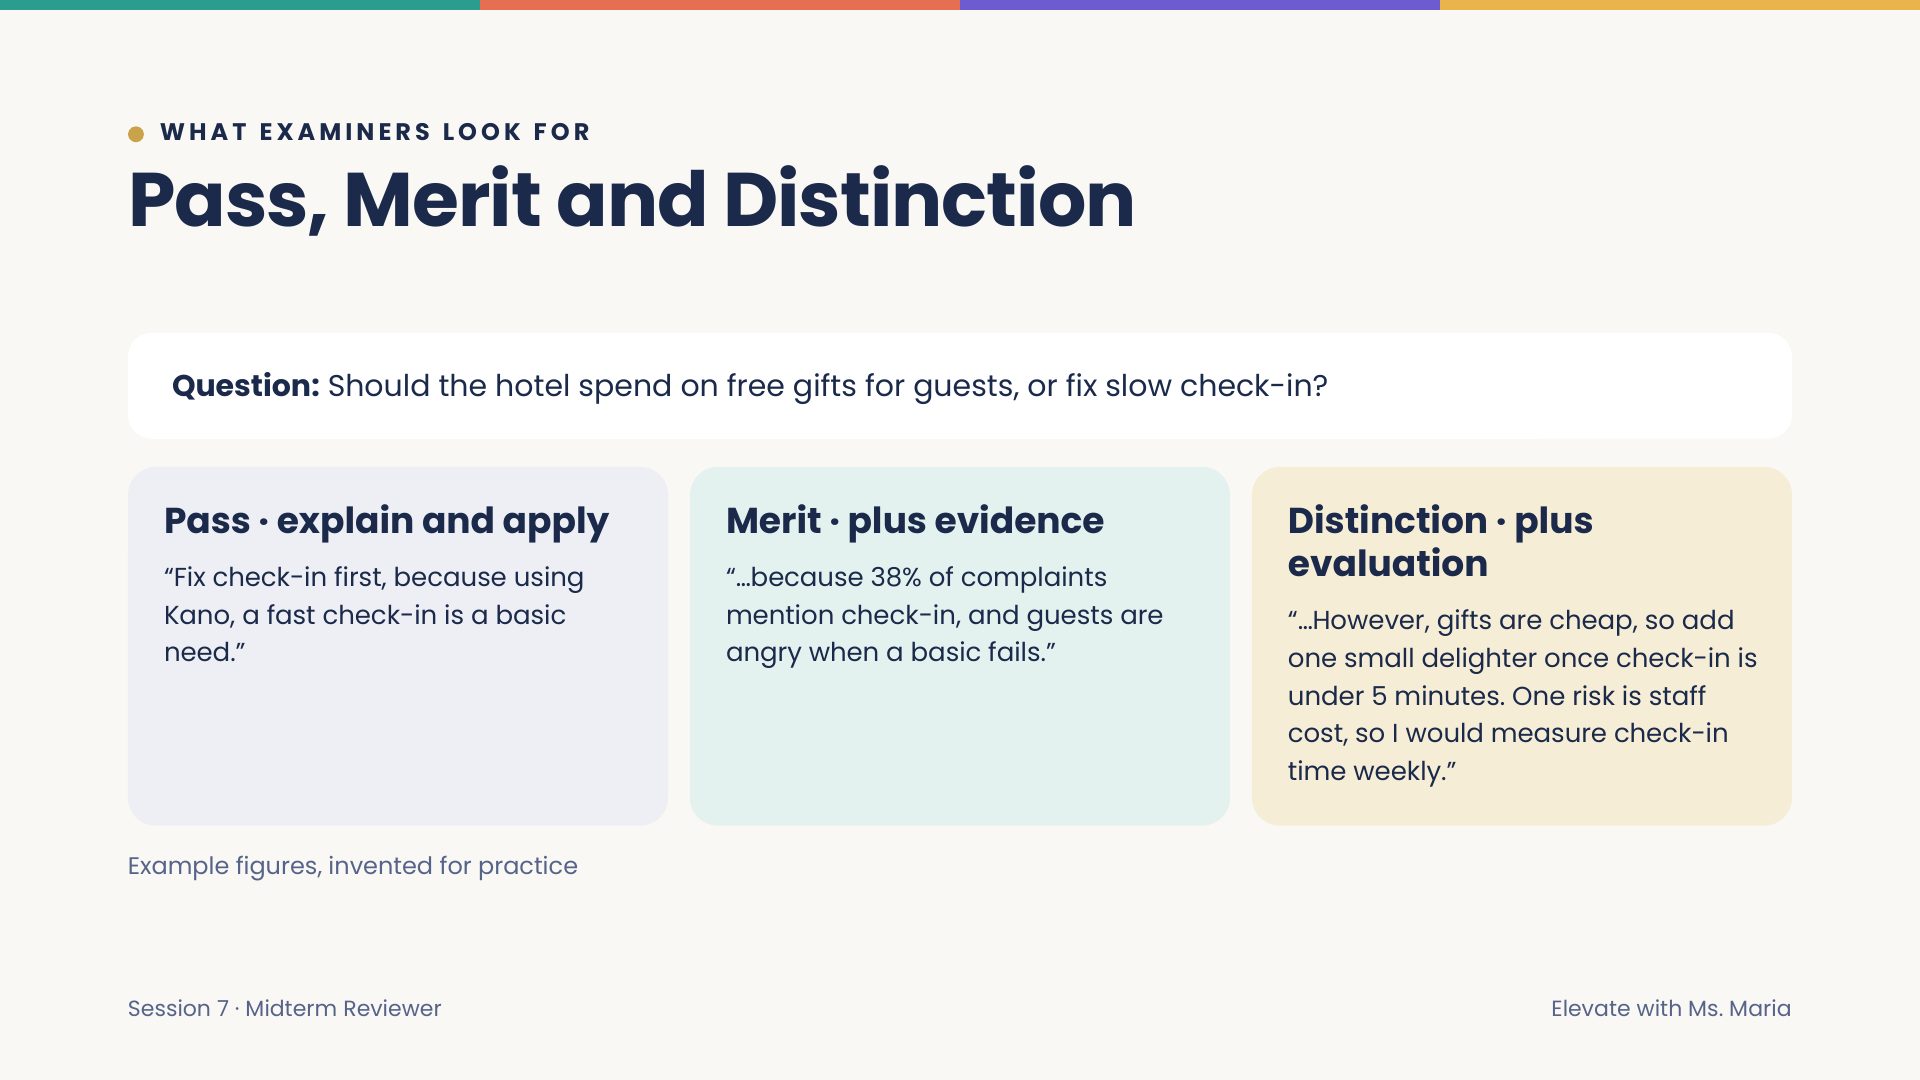 WHAT EXAMINERS LOOK FOR
Pass, Merit and Distinction
Question: Should the hotel spend on free gifts for guests, or fix slow check-in?
Pass · explain and apply
“Fix check-in first, because using
Kano, a fast check-in is a basic
need.”
Merit · plus evidence
“…because 38% of complaints
mention check-in, and guests are
angry when a basic fails.”
Distinction · plus
evaluation
“…However, gifts are cheap, so add
one small delighter once check-in is
under 5 minutes. One risk is staff
cost, so I would measure check-in
time weekly.”
Example figures, invented for practice
Session 7 · Midterm Reviewer
Elevate with Ms. Maria